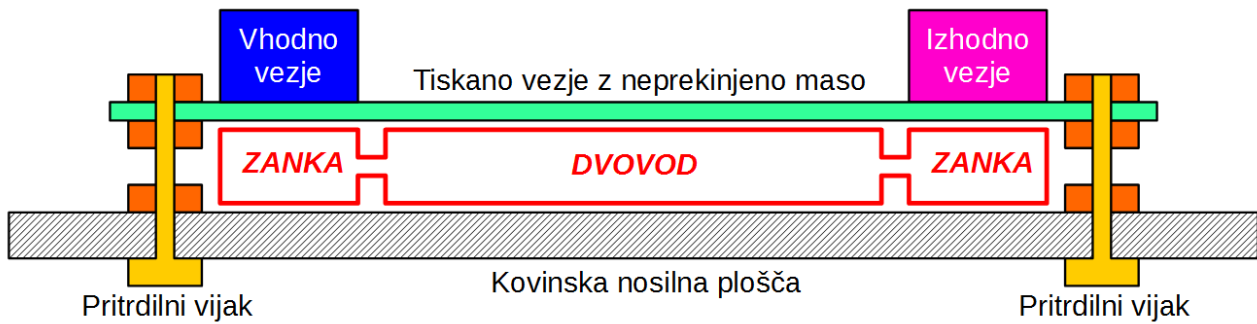 Vhodno
vezje
Izhodno
vezje
Tiskano vezje z neprekinjeno maso
ZANKA
DVOVOD
ZANKA
Kovinska nosilna plošča
Pritrdilni vijak
Pritrdilni vijak